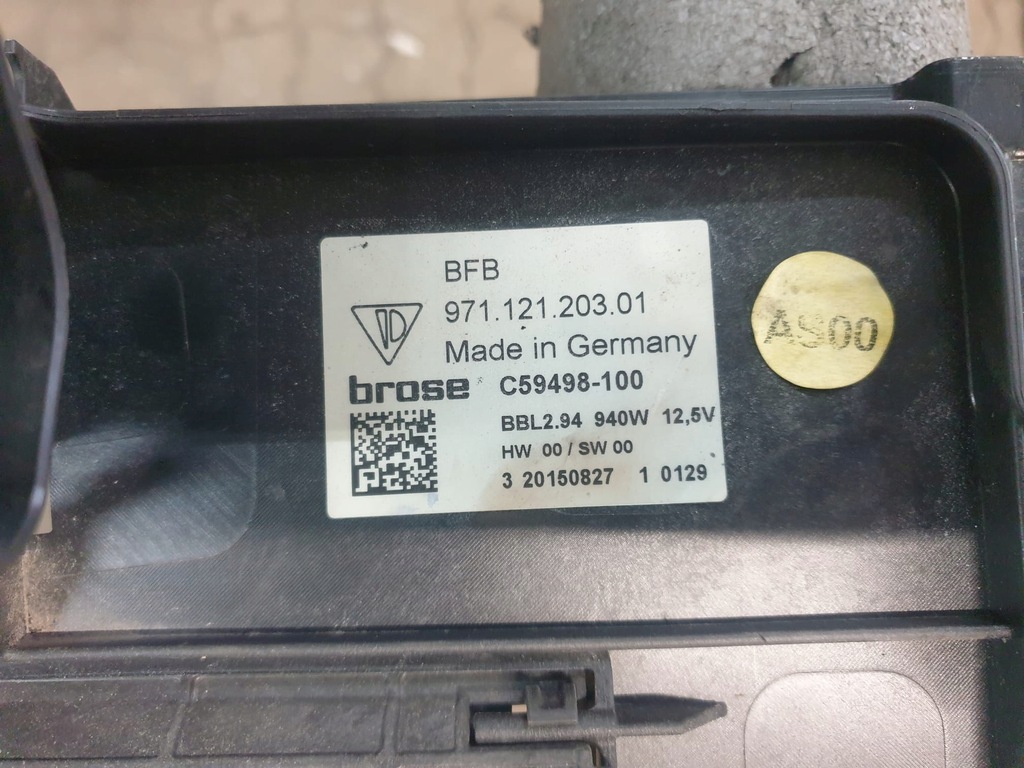 BFB
971.121.203.01
Made in Germany
brose C59498-100
BBL2.94 940W 12,5V
HW 00 / SW 00
3 20150827 1 0129
AS00